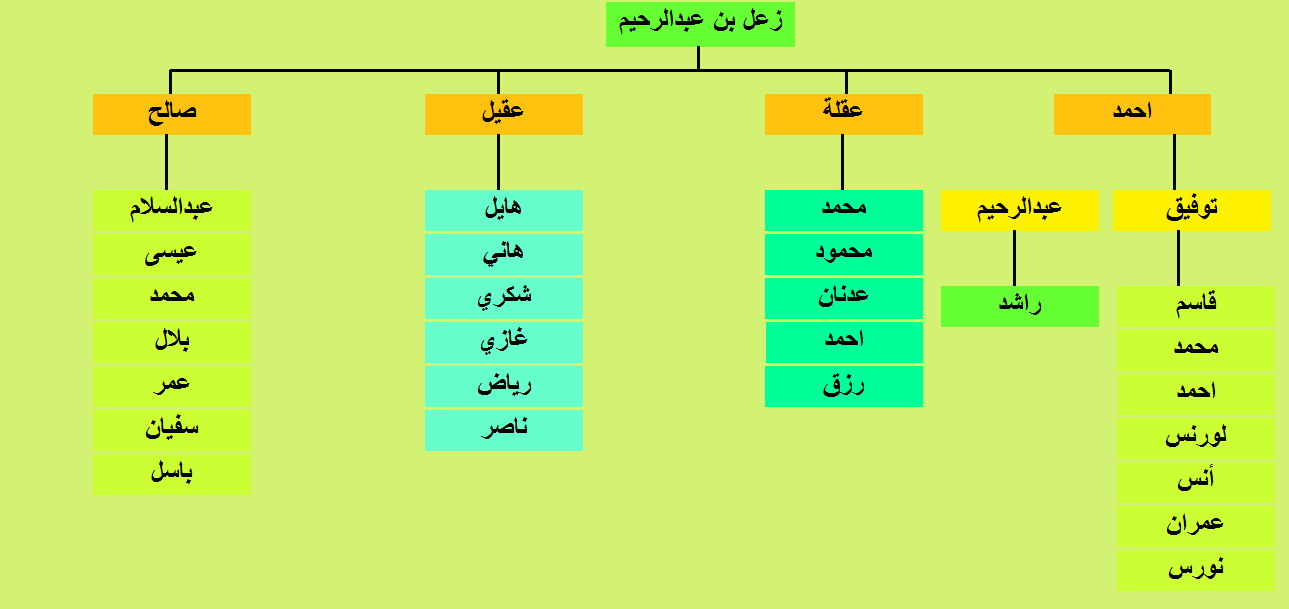 زعل بن عبدالرحيم
احمد
عقلة
عقيل
صالح
توفيق
عبدالرحيم
قاسم
محمد
احمد
لورنس
أنس
عمران
نورس
راشد
محمد
محمود
عدنان
احمد
رزق
هايل
هاني
شكري
غازي
رياض
ناصر
عبدالسلام
عيسى
محمد
بلال
عمر
سفيان
باسل